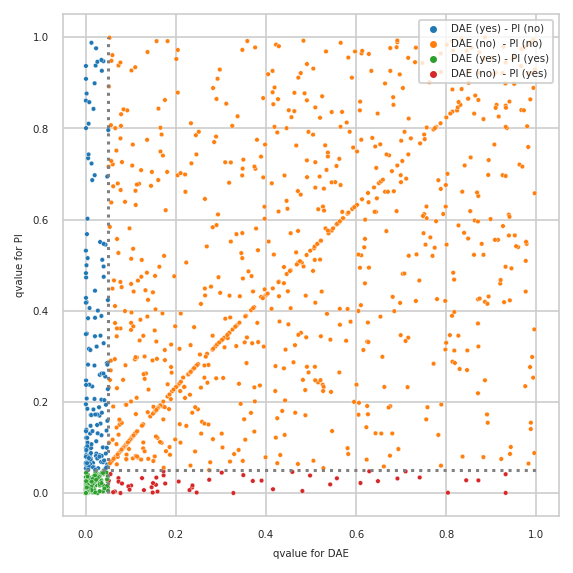 1.0
0.8
0.6
0.4
0.2
0.0
qvalue for PI
DAE (yes) - PI (no)
DAE (no) - PI (no)
DAE (yes) - PI (yes)
DAE (no) - PI (yes)
0.0 0.2 0.4 0.6 0.8 1.0
qvalue for DAE